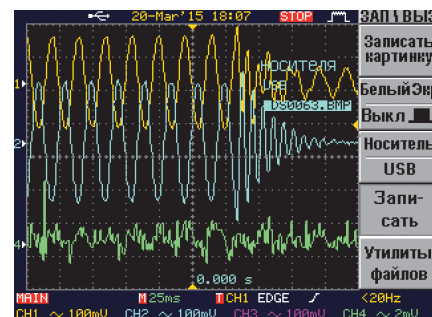 20-Mar'15 18:07 STOP
ЗАП\ВЫЗ
Записать
картинку
носителя
USB
DS0063.BMP
БелыйЭкр
Выкл
Носитель
USB
Запи-
сать
Утилиты
файлов
1
2
4
0.000 s
MAIN M 25ms T CH1 EDGE <20Hz
CH1 ~ 100mV CH2 ~ 100mV CH3 ~ 100mV CH4 ~ 2mV